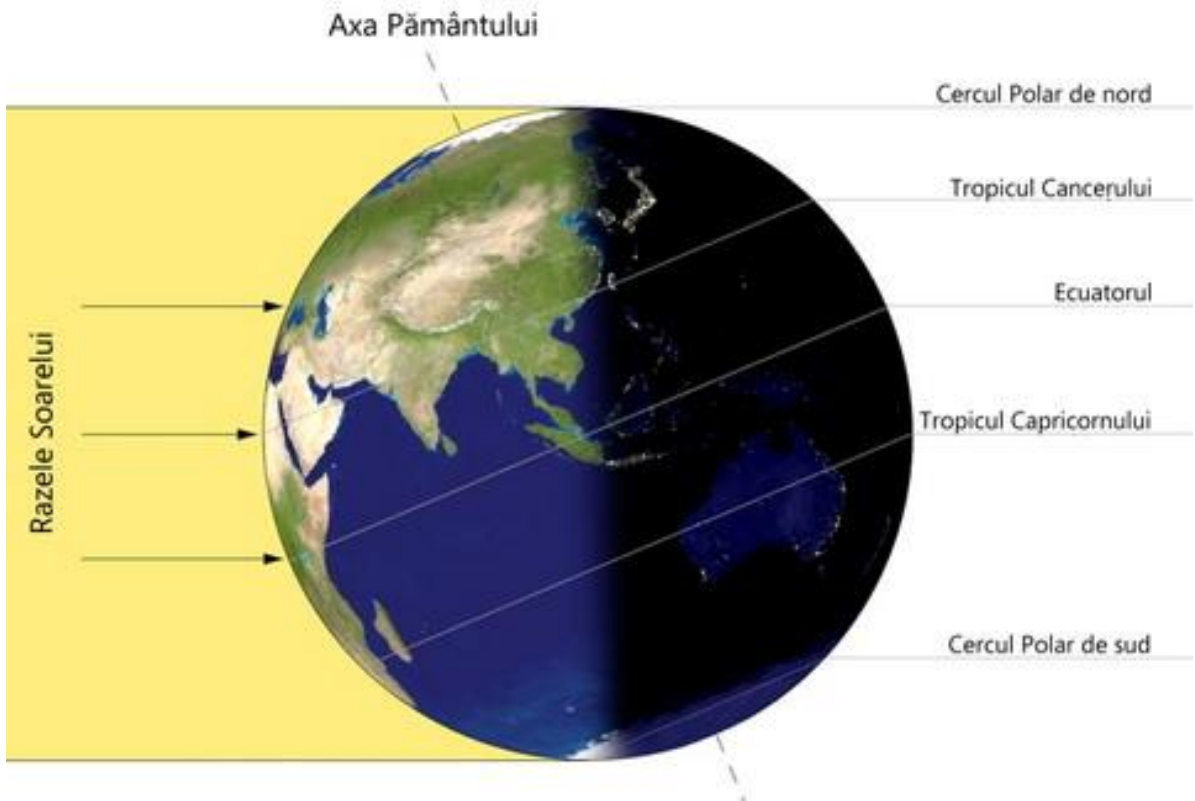 Axa Pământului
Cercul Polar de nord
Tropicul Cancerului
Ecuatorul
Razele Soarelui
Tropicul Capricornului
Cercul Polar de sud